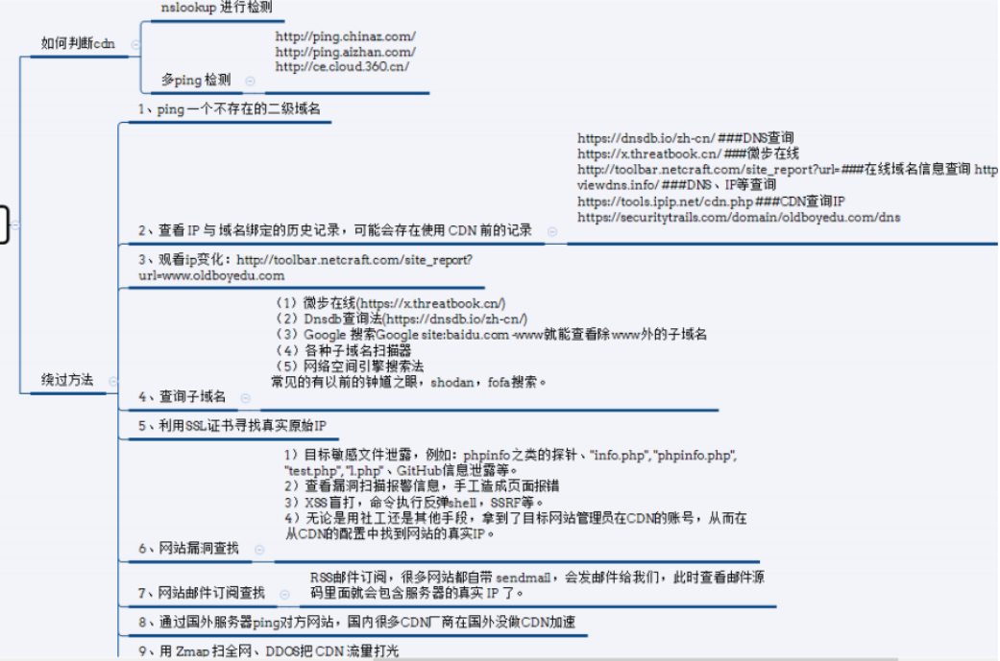 nslookup 进行检测
如何判断cdn
http://ping.chinaz.com/
http://ping.aizhan.com/
http://ce.cloud.360.cn/
多ping 检测
1、ping 一个不存在的二级域名
https://dnsdb.io/zh-cn/ ###DNS查询
https://x.threatbook.cn/ ###微步在线
http://toolbar.netcraft.com/site_report?url= ###在线域名信息查询 http
viewdns.info/ ###DNS、IP等查询
https://tools.ipip.net/cdn.php ###CDN查询IP
https://securitytrails.com/domain/oldboyedu.com/dns
2、查看 IP 与 域名绑定的历史记录，可能会存在使用 CDN 前的记录
3、观看ip变化：http://toolbar.netcraft.com/site_report?
url=www.oldboyedu.com
（1）微步在线(https://x.threatbook.cn/)
（2）Dnsdb查询法(https://dnsdb.io/zh-cn/)
（3）Google 搜索Google site:baidu.com -www就能查看除www外的子域名
（4）各种子域名扫描器
（5）网络空间引擎搜索法
常见的有以前的钟馗之眼，shodan，fofa搜索。
绕过方法
4、查询子域名
5、利用SSL证书寻找真实原始IP
1）目标敏感文件泄露，例如：phpinfo之类的探针、"info.php", "phpinfo.php",
"test.php", "l.php"、GitHub信息泄露等。
2）查看漏洞扫描报警信息，手工造成页面报错
3）XSS盲打，命令执行反弹shell，SSRF等。
4）无论是用社工还是其他手段，拿到了目标网站管理员在CDN的账号，从而在
从CDN的配置中找到网站的真实IP。
6、网站漏洞查找
RSS邮件订阅，很多网站都自带 sendmail，会发邮件给我们，此时查看邮件源
码里面就会包含服务器的真实 IP 了。
7、网站邮件订阅查找
8、通过国外服务器ping对方网站，国内很多CDN厂商在国外没做CDN加速
9、用 Zmap 扫全网、DDOS把 CDN 流量打光